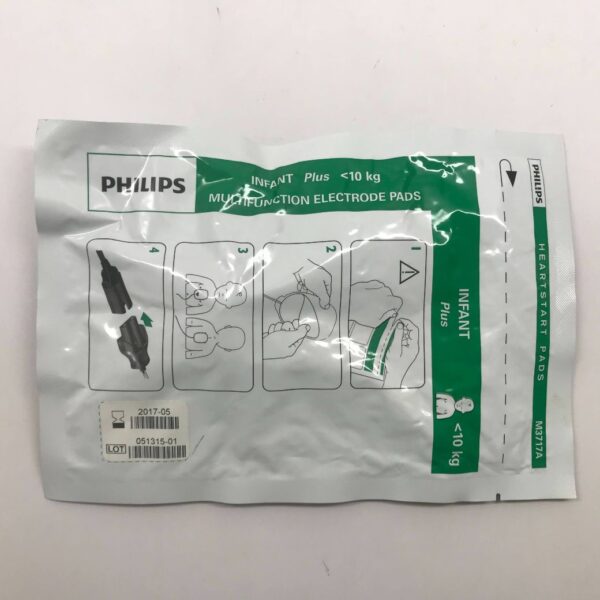 PHILIPS
INFANT Plus <10 kg
MULTIFUNCTION ELECTRODE PADS
4
3
2
1
INFANT
Plus
<10 kg
PHILIPS
HEARTSTART PADS
M3717A
2017-05
LOT 051315-01